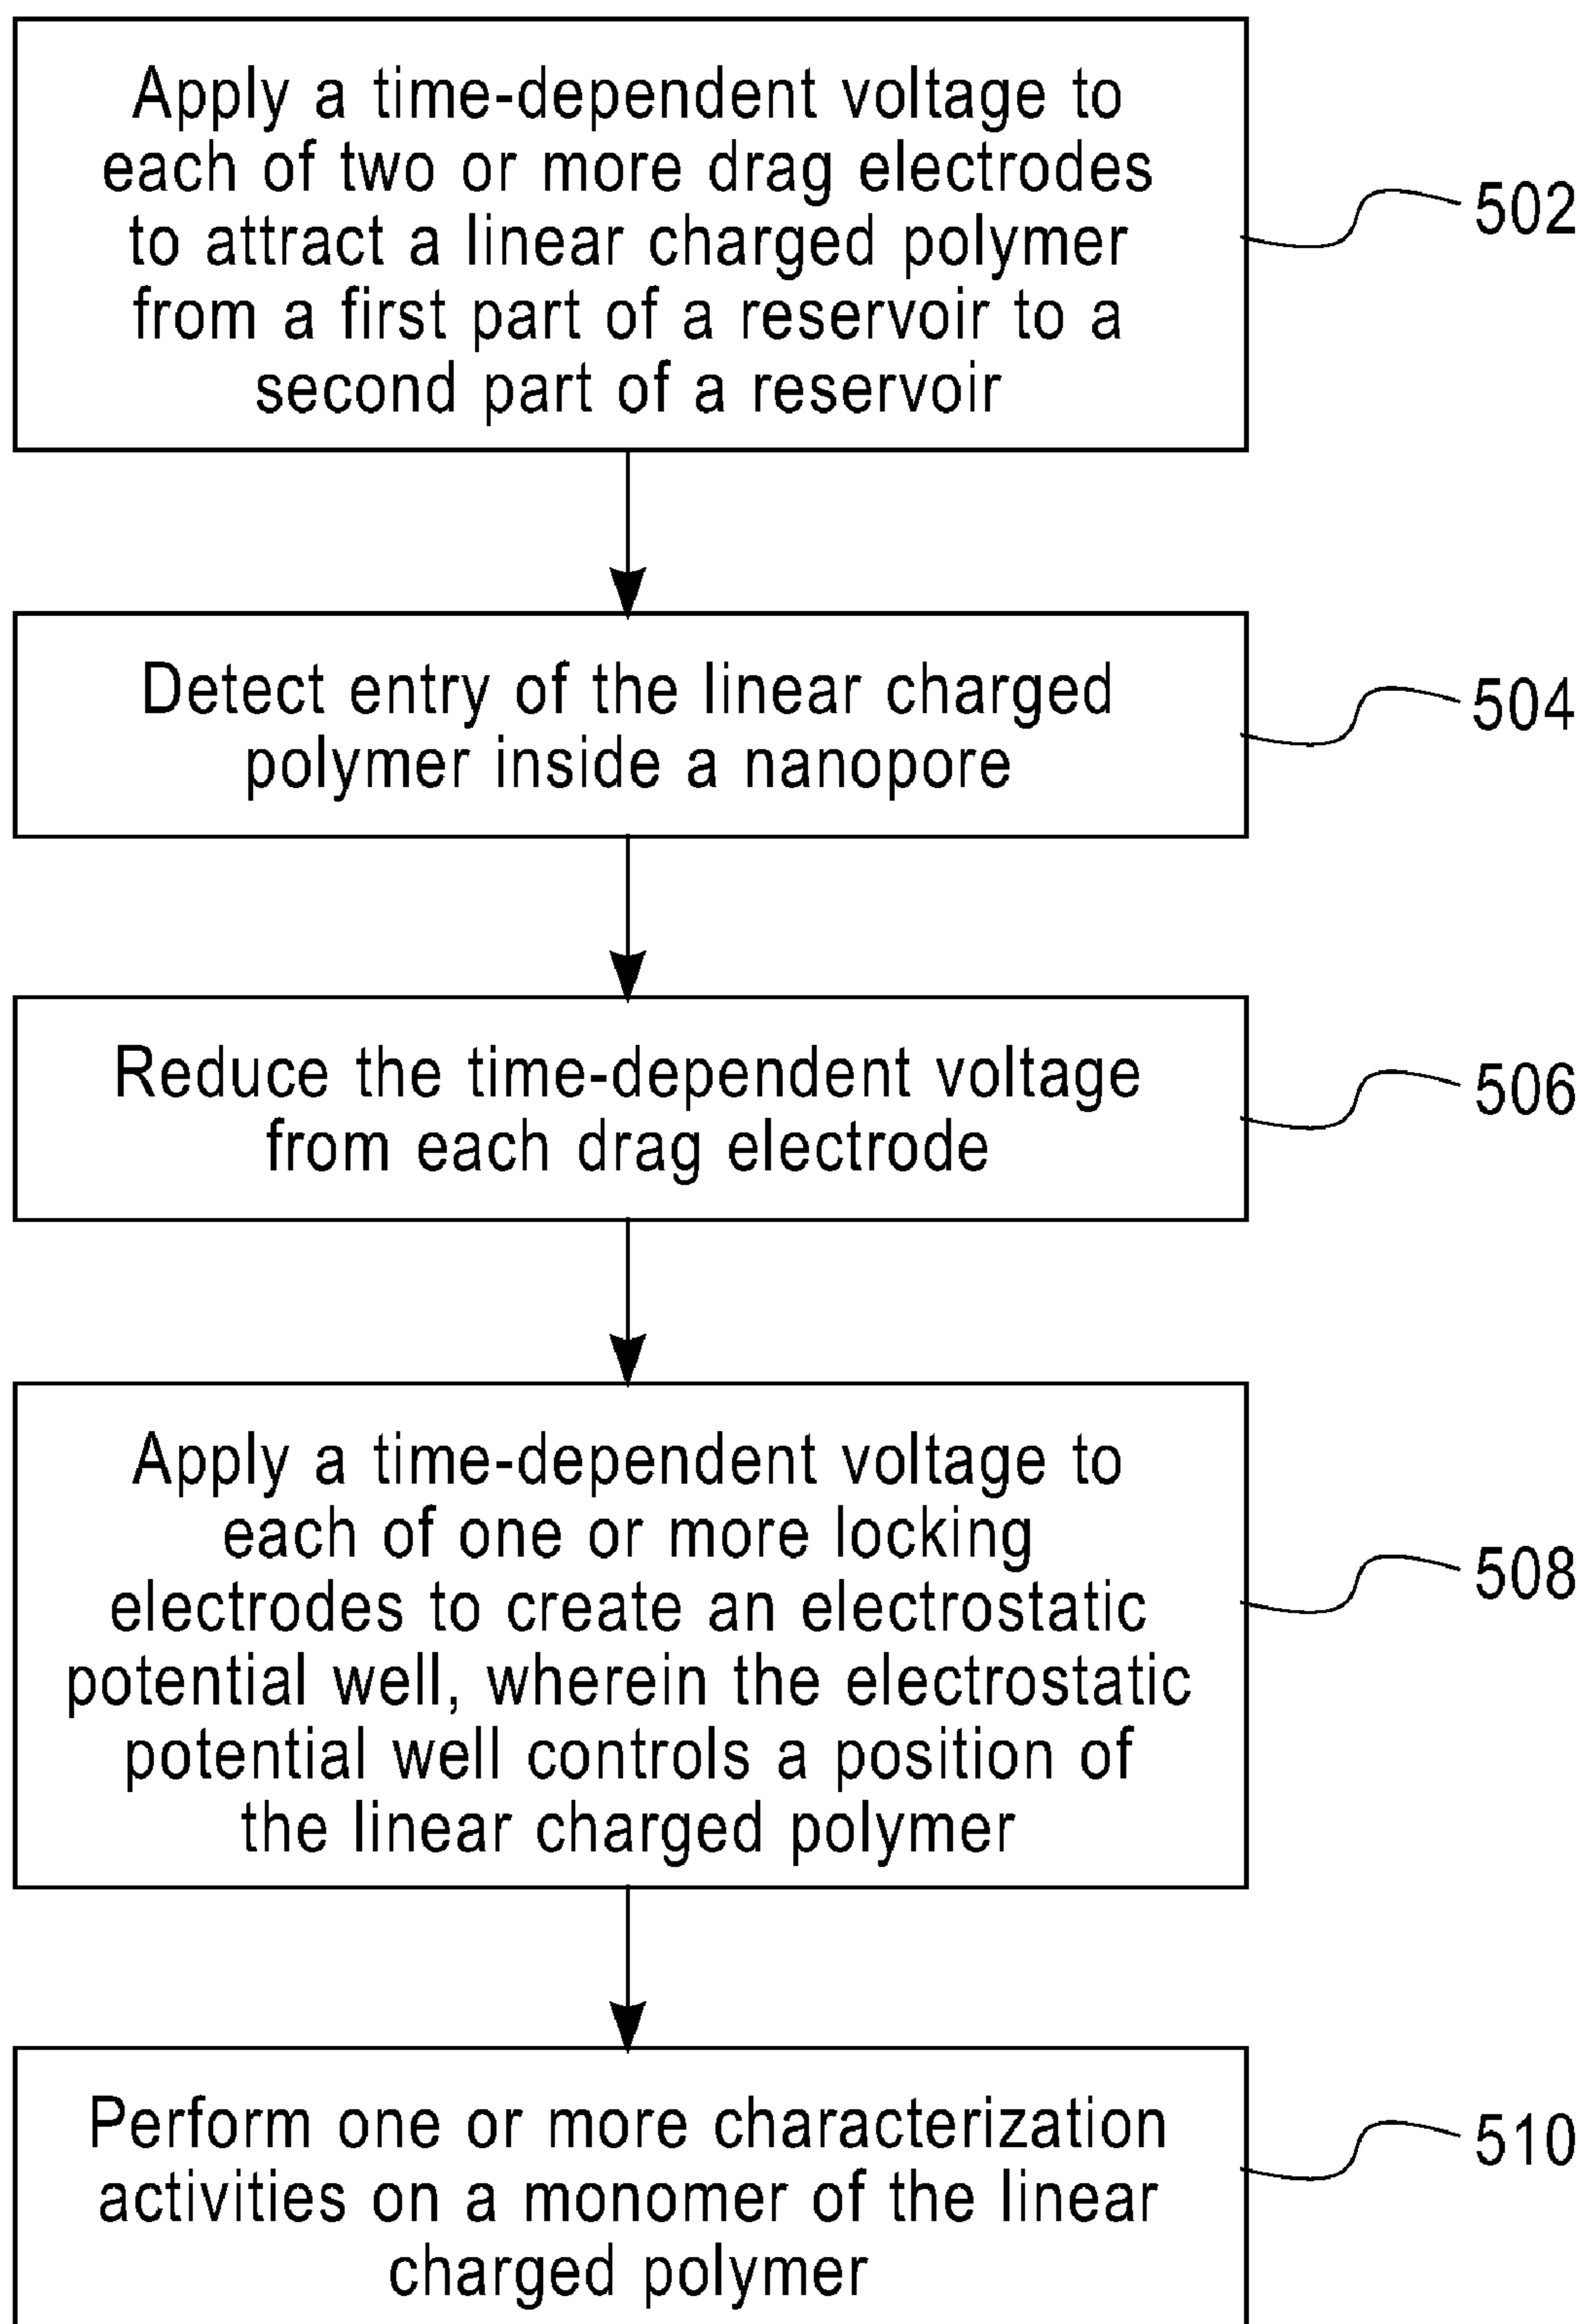 Apply a time-dependent voltage to
each of two or more drag electrodes
to attract a linear charged polymer
from a first part of a reservoir to a
second part of a reservoir
502
Detect entry of the linear charged
polymer inside a nanopore
504
Reduce the time-dependent voltage
from each drag electrode
506
Apply a time-dependent voltage to
each of one or more locking
electrodes to create an electrostatic
potential well, wherein the electrostatic
potential well controls a position of
the linear charged polymer
508
Perform one or more characterization
activities on a monomer of the linear
charged polymer
510